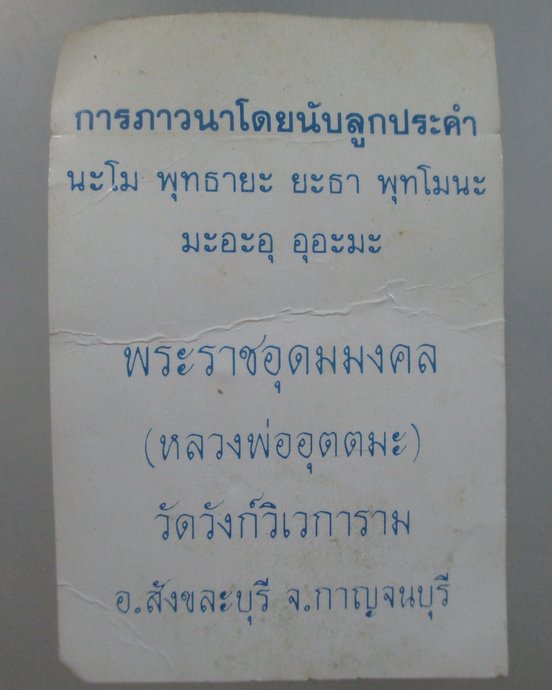 การภาวนาโดยนับลูกประคำ
นะโม พุทธายะ ยะธา พุทโมนะ
มะอะอุ อุอะมะ
พระราชอุดมมงคล
(หลวงพ่ออุตตมะ)
วัดวังก์วิเวการาม
อ.สังขละบุรี จ.กาญจนบุรี